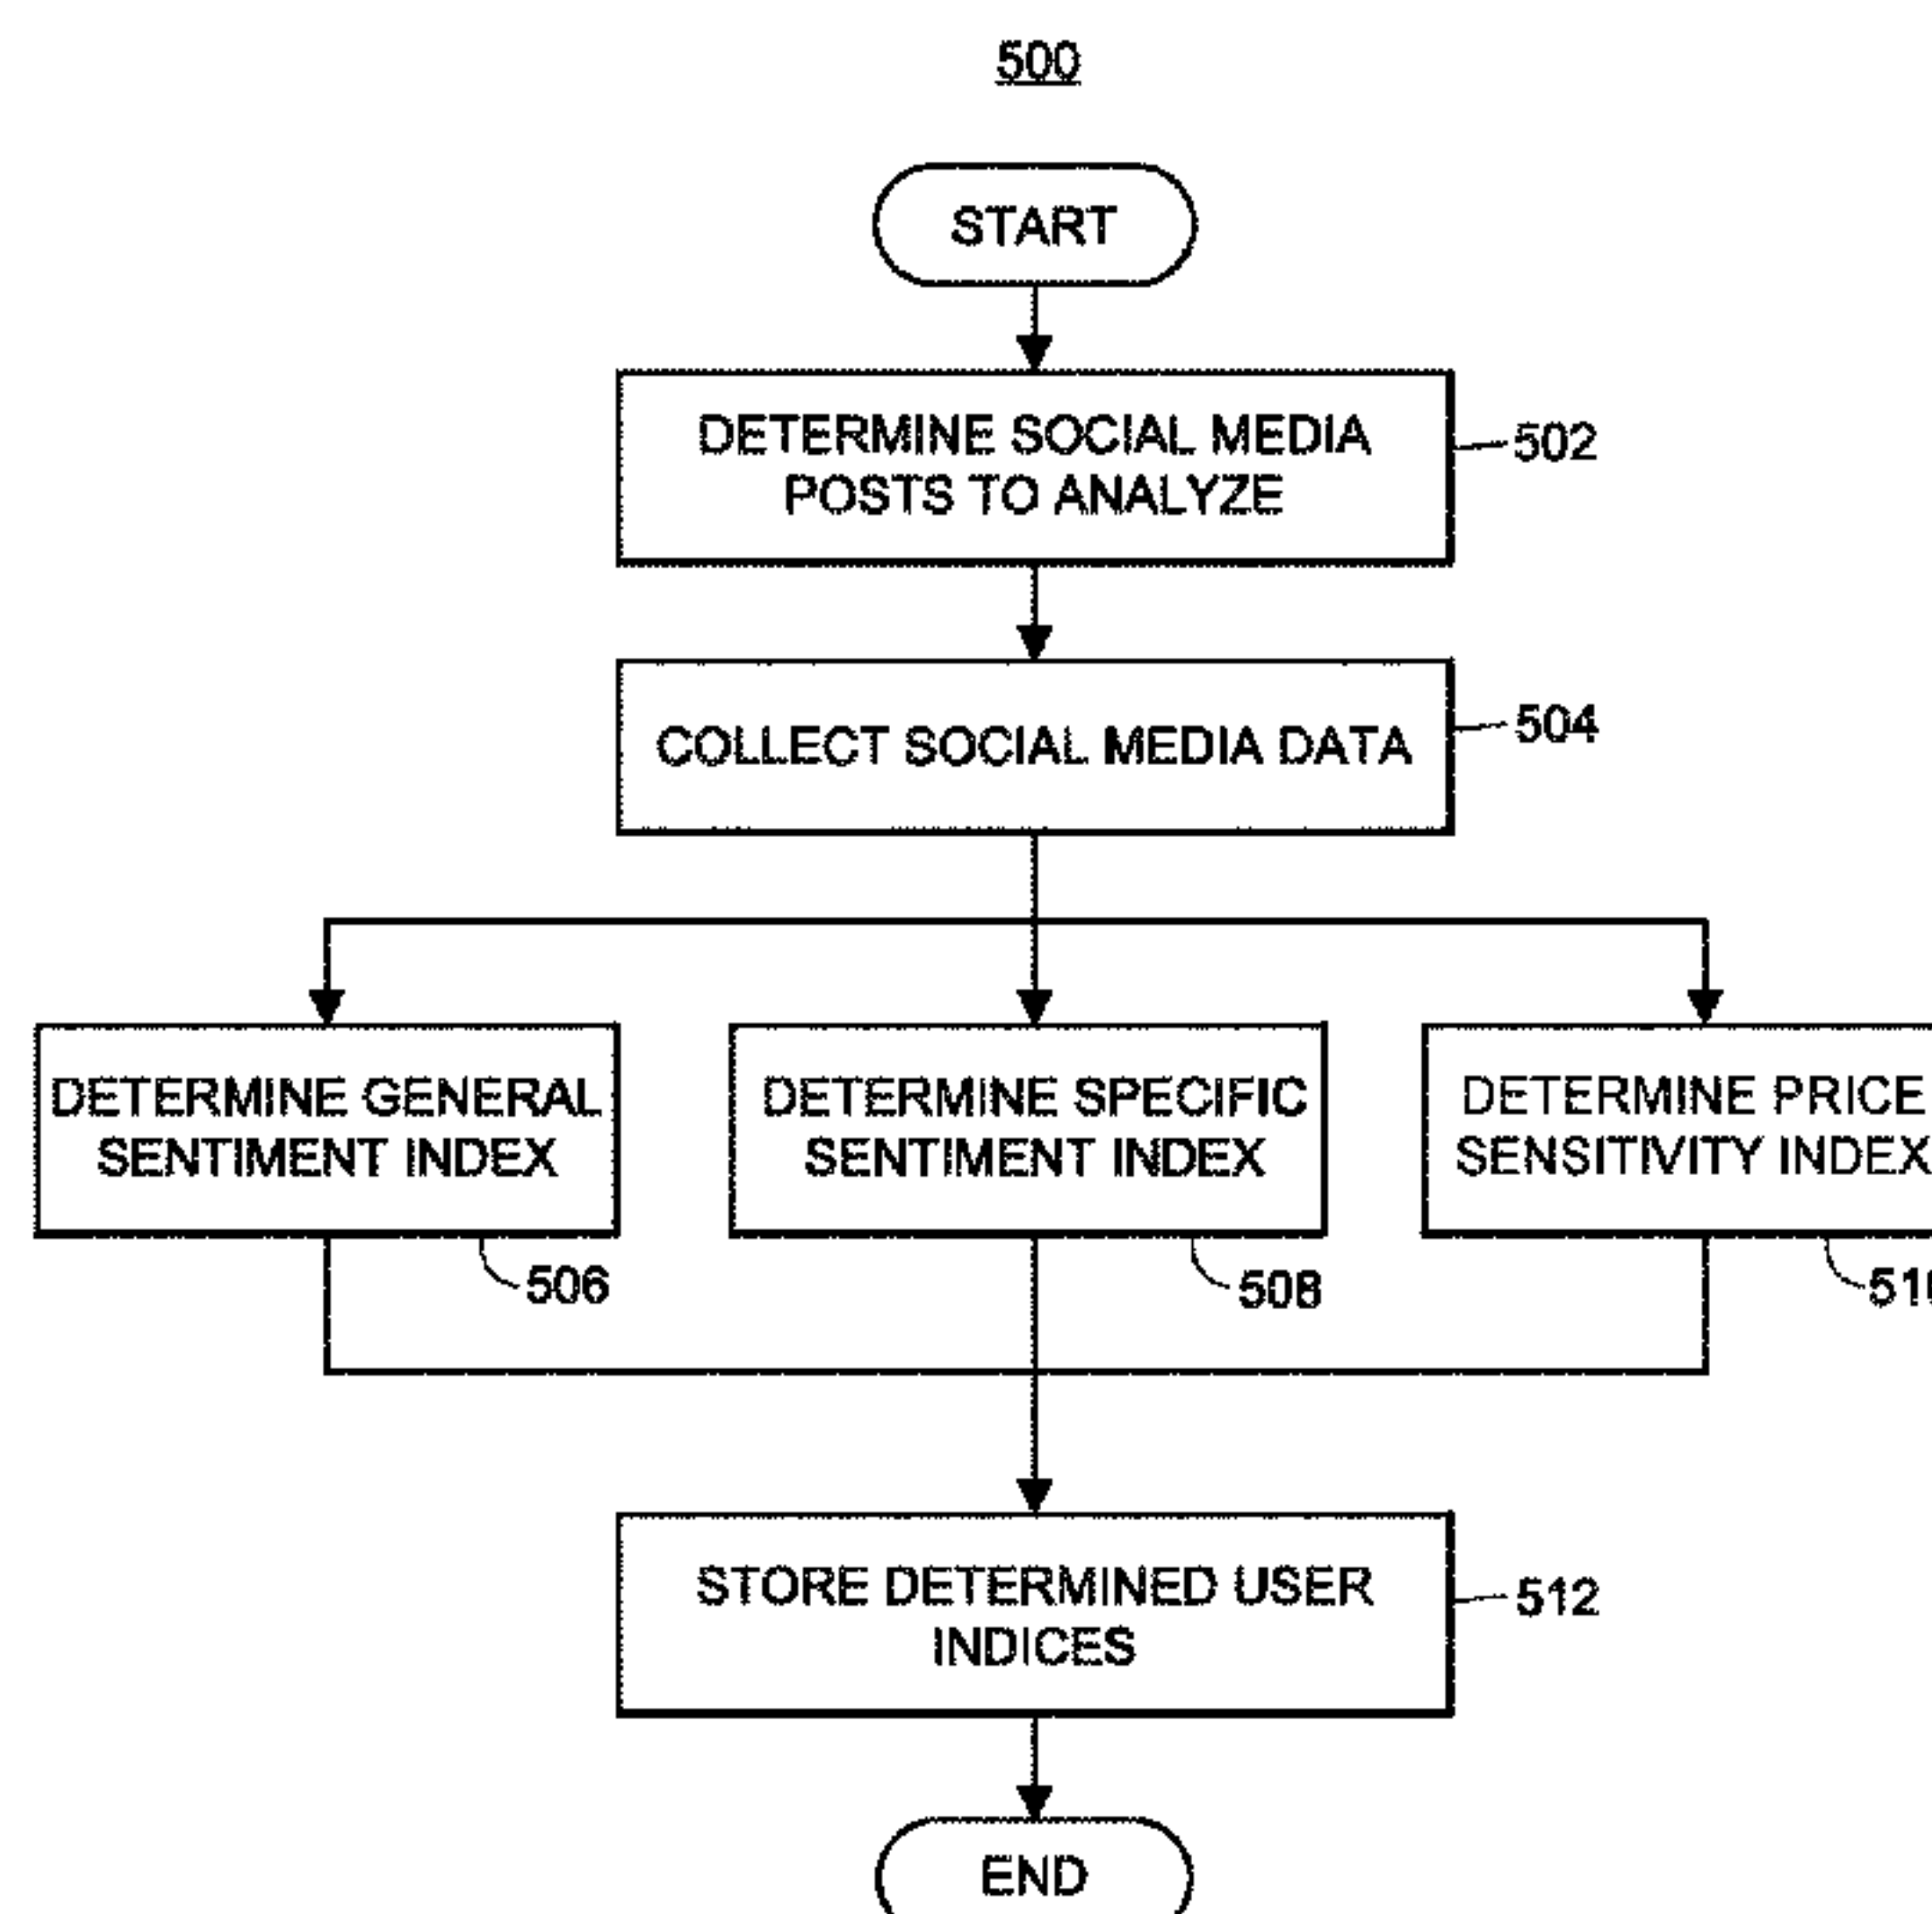 500
START
DETERMINE SOCIAL MEDIA
POSTS TO ANALYZE
502
COLLECT SOCIAL MEDIA DATA
504
DETERMINE GENERAL
SENTIMENT INDEX
506
DETERMINE SPECIFIC
SENTIMENT INDEX
508
DETERMINE PRICE
SENSITIVITY INDEX
STORE DETERMINED USER
INDICES
512
END